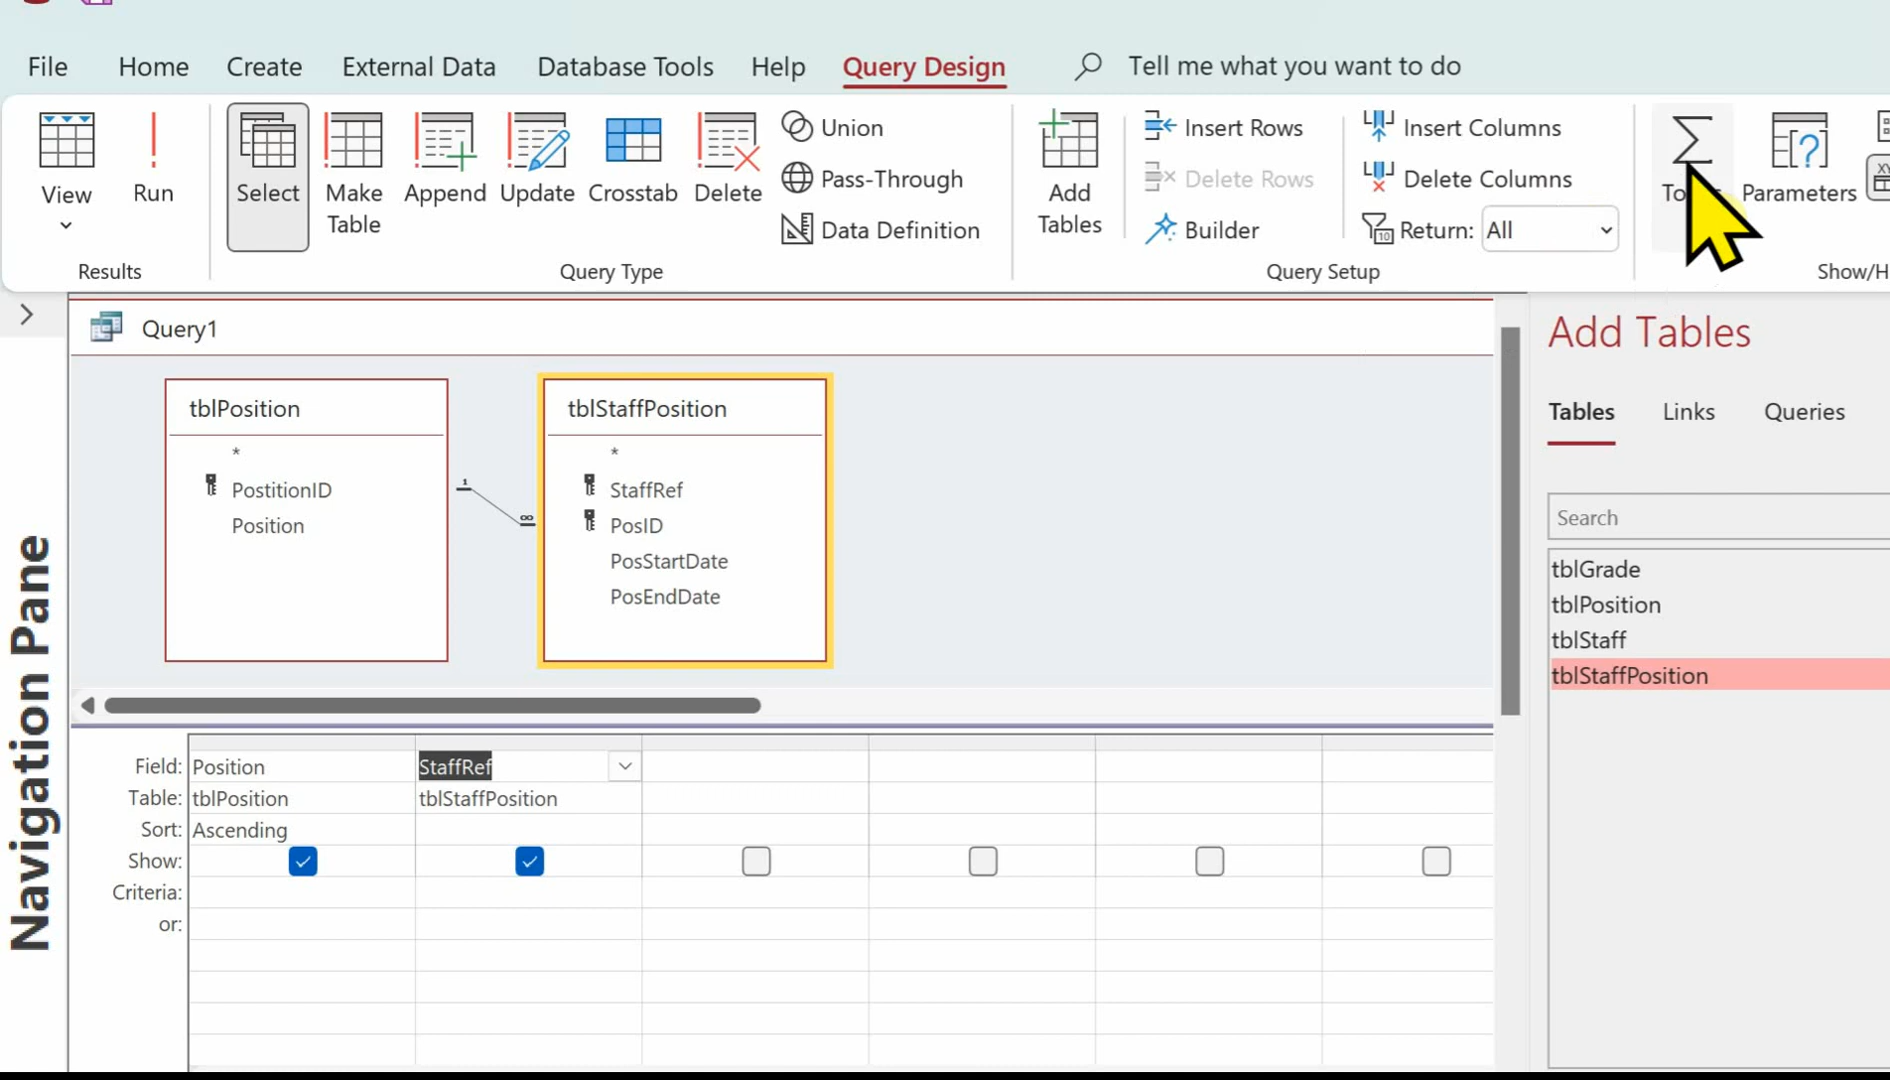 File Home Create External Data Database Tools Help Query Design Tell me what you want to do
View Run Select Make Table Append Update Crosstab Delete
Union
Pass-Through
Data Definition
Add Tables
Insert Rows
Delete Rows
Builder
Insert Columns
Delete Columns
Return: All
Parameters
Results Query Type Query Setup
Query1
tblPosition
*
PostitionID
Position
1
∞
tblStaffPosition
*
StaffRef
PosID
PosStartDate
PosEndDate
Navigation Pane
Add Tables
Tables Links Queries
Search
tblGrade
tblPosition
tblStaff
tblStaffPosition
Field: Position StaffRef
Table: tblPosition tblStaffPosition
Sort: Ascending
Show:
Criteria:
or: